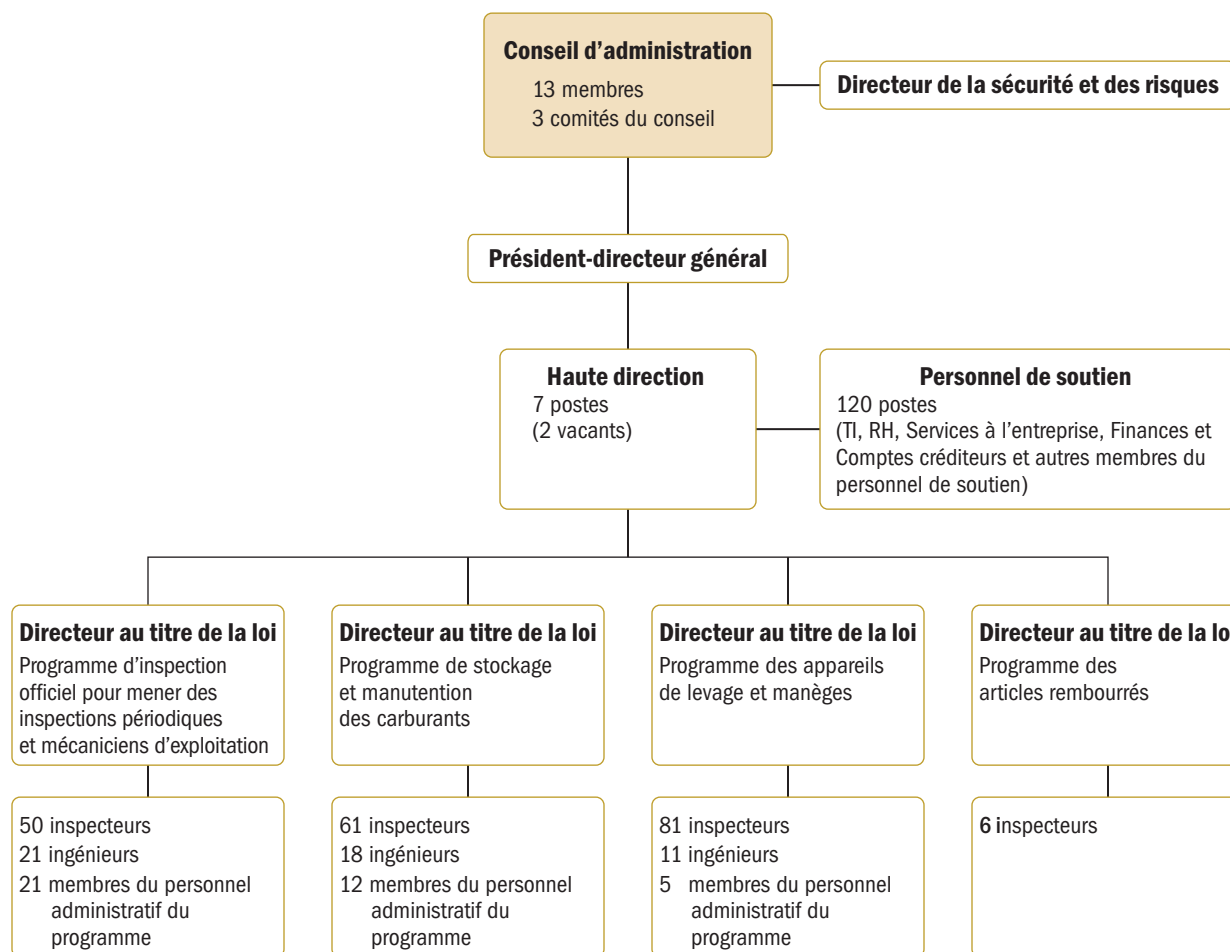 Conseil d'administration
13 membres
3 comités du conseil
Directeur de la sécurité et des risques
Président-directeur général
Haute direction
7 postes
(2 vacants)
Personnel de soutien
120 postes
(TI, RH, Services à l'entreprise, Finances et
Comptes créditeurs et autres membres du
personnel de soutien)
Directeur au titre de la loi
Programme d'inspection
officiel pour mener des
inspections périodiques
et mécaniciens d'exploitation
Directeur au titre de la loi
Programme de stockage
et manutention
des carburants
Directeur au titre de la loi
Programme des appareils
de levage et manèges
Directeur au titre de la lo
Programme des
articles rembourrés
50 inspecteurs
21 ingénieurs
21 membres du personnel
administratif du
programme
61 inspecteurs
18 ingénieurs
12 membres du personnel
administratif du
programme
81 inspecteurs
11 ingénieurs
5 membres du personnel
administratif du
programme
6 inspecteurs